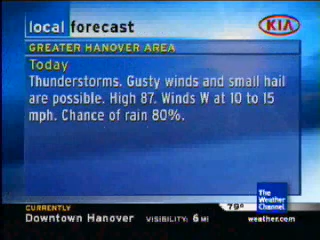 local forecast
KIA
GREATER HANOVER AREA
Today
Thunderstorms. Gusty winds and small hail
are possible. High 87. Winds W at 10 to 15
mph. Chance of rain 80%.
CURRENTLY
79°
Downtown Hanover VISIBILITY: 6 MI
The
Weather
Channel
weather.com